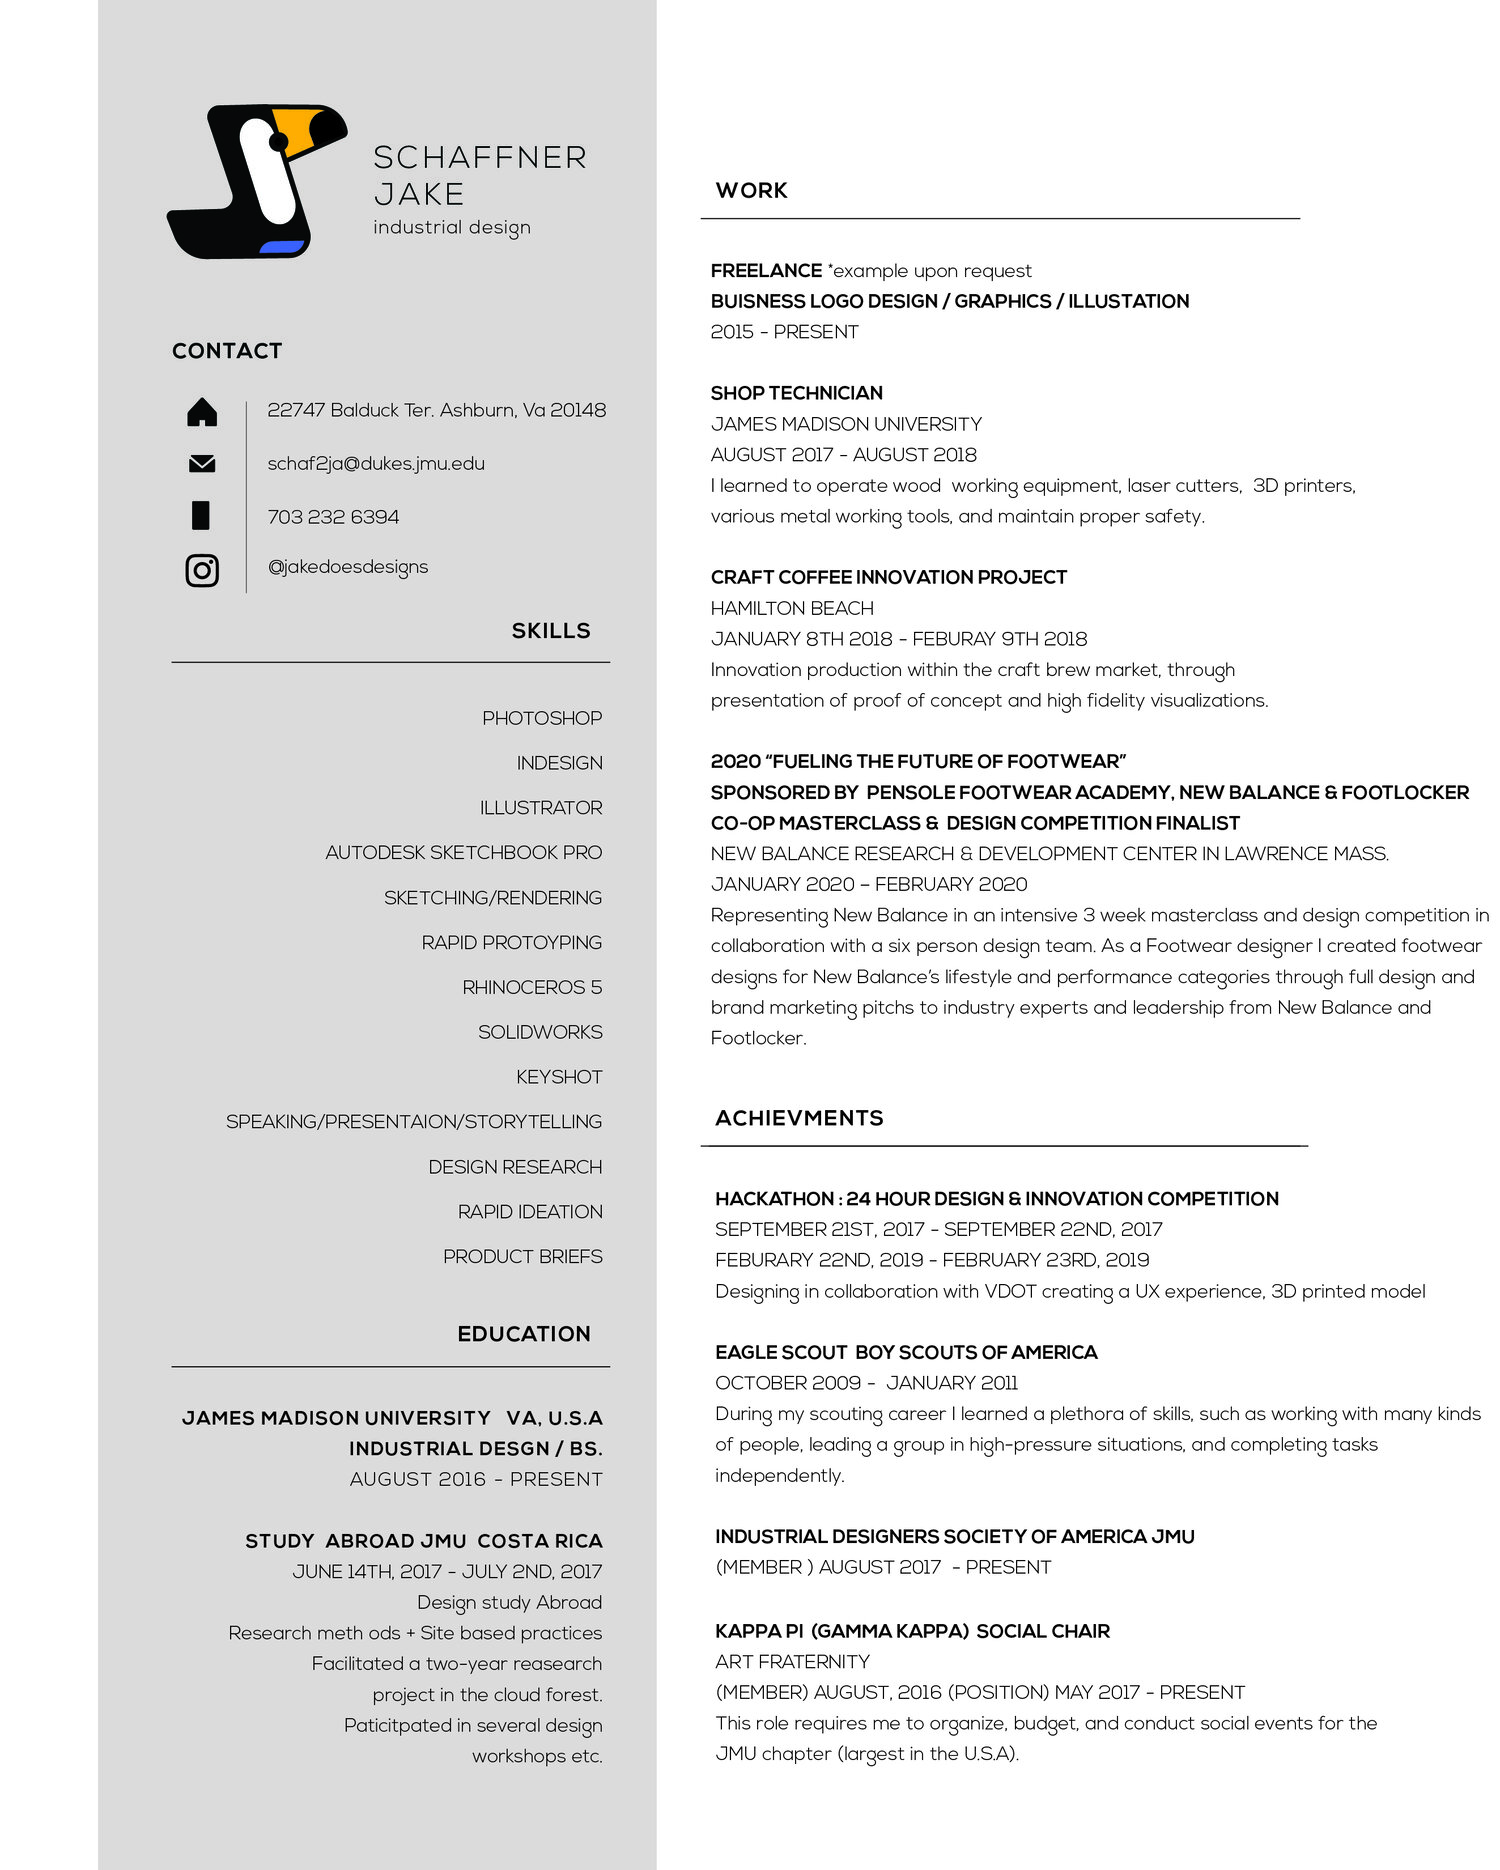 SCHAFFNER
JAKE
industrial design
CONTACT
22747 Balduck Ter. Ashburn, Va 20148
schaf2ja@dukes.jmu.edu
703 232 6394
@jakedoesdesigns
SKILLS
PHOTOSHOP
INDESIGN
ILLUSTRATOR
AUTODESK SKETCHBOOK PRO
SKETCHING/RENDERING
RAPID PROTOYPING
RHINOCEROS 5
SOLIDWORKS
KEYSHOT
SPEAKING/PRESENTAION/STORYTELLING
DESIGN RESEARCH
RAPID IDEATION
PRODUCT BRIEFS
EDUCATION
JAMES MADISON UNIVERSITY VA, U.S.A
INDUSTRIAL DESGN / BS.
AUGUST 2016 - PRESENT
STUDY ABROAD JMU COSTA RICA
JUNE 14TH, 2017 - JULY 2ND, 2017
Design study Abroad
Research meth ods + Site based practices
Facilitated a two-year reasearch
project in the cloud forest.
Paticitpated in several design
workshops etc.
WORK
FREELANCE *example upon request
BUISNESS LOGO DESIGN / GRAPHICS / ILLUSTATION
2015 - PRESENT
SHOP TECHNICIAN
JAMES MADISON UNIVERSITY
AUGUST 2017 - AUGUST 2018
I learned to operate wood working equipment, laser cutters, 3D printers,
various metal working tools, and maintain proper safety.
CRAFT COFFEE INNOVATION PROJECT
HAMILTON BEACH
JANUARY 8TH 2018 - FEBURAY 9TH 2018
Innovation production within the craft brew market, through
presentation of proof of concept and high fidelity visualizations.
2020 “FUELING THE FUTURE OF FOOTWEAR”
SPONSORED BY PENSOLE FOOTWEAR ACADEMY, NEW BALANCE & FOOTLOCKER
CO-OP MASTERCLASS & DESIGN COMPETITION FINALIST
NEW BALANCE RESEARCH & DEVELOPMENT CENTER IN LAWRENCE MASS.
JANUARY 2020 – FEBRUARY 2020
Representing New Balance in an intensive 3 week masterclass and design competition in
collaboration with a six person design team. As a Footwear designer I created footwear
designs for New Balance’s lifestyle and performance categories through full design and
brand marketing pitchs to industry experts and leadership from New Balance and
Footlocker.
ACHIEVMENTS
HACKATHON : 24 HOUR DESIGN & INNOVATION COMPETITION
SEPTEMBER 21ST, 2017 - SEPTEMBER 22ND, 2017
FEBURARY 22ND, 2019 - FEBRUARY 23RD, 2019
Designing in collaboration with VDOT creating a UX experience, 3D printed model
EAGLE SCOUT BOY SCOUTS OF AMERICA
OCTOBER 2009 - JANUARY 2011
During my scouting career I learned a plethora of skills, such as working with many kinds
of people, leading a group in high-pressure situations, and completing tasks
independently.
INDUSTRIAL DESIGNERS SOCIETY OF AMERICA JMU
(MEMBER ) AUGUST 2017 - PRESENT
KAPPA PI (GAMMA KAPPA) SOCIAL CHAIR
ART FRATERNITY
(MEMBER) AUGUST, 2016 (POSITION) MAY 2017 - PRESENT
This role requires me to organize, budget, and conduct social events for the
JMU chapter (largest in the U.S.A).